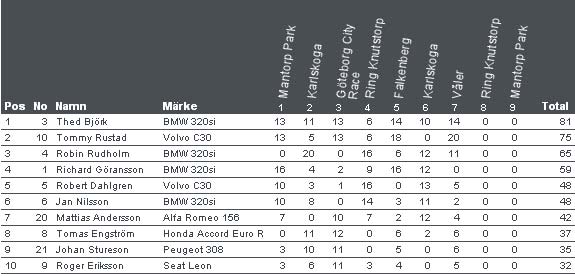 Mantorp Park Karlskoga Göteborg City Race Ring Knutstorp Falkenberg Karlskoga Våler Ring Knutstorp Mantorp Park
Pos No Namn Märke 1 2 3 4 5 6 7 8 9 Total
1 3 Thed Björk BMW 320si 13 11 13 6 14 10 14 0 0 81
2 10 Tommy Rustad Volvo C30 13 5 13 6 18 0 20 0 0 75
3 4 Robin Rudholm BMW 320si 0 20 0 16 6 12 11 0 0 65
4 1 Richard Göransson BMW 320si 16 4 2 9 16 12 0 0 0 59
5 5 Robert Dahlgren Volvo C30 10 3 1 16 0 13 5 0 0 48
6 6 Jan Nilsson BMW 320si 10 8 0 14 3 11 2 0 0 48
7 20 Mattias Andersson Alfa Romeo 156 7 0 10 7 2 12 4 0 0 42
8 8 Tomas Engström Honda Accord Euro R 0 11 12 0 6 2 6 0 0 37
9 21 Johan Stureson Peugeot 308 3 10 11 0 5 0 6 0 0 35
10 9 Roger Eriksson Seat Leon 3 6 11 3 4 0 5 0 0 32